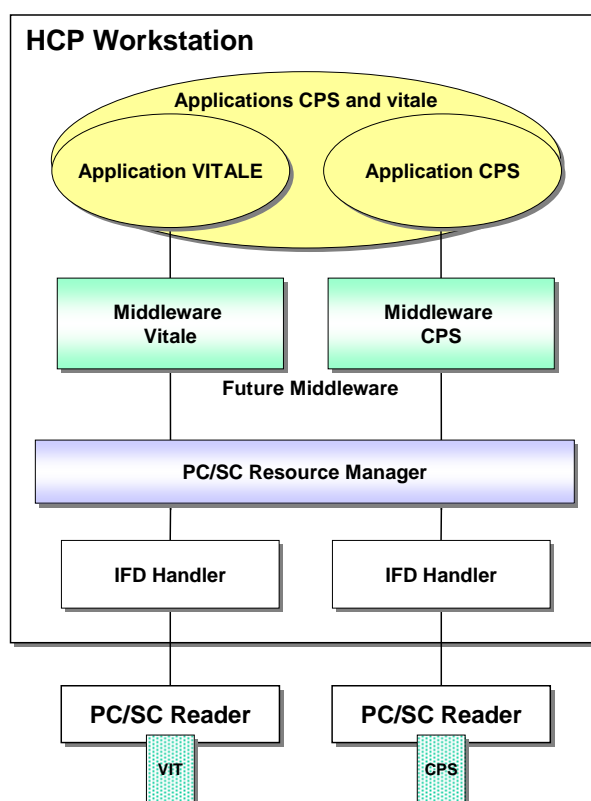 HCP Workstation
Applications CPS and vitale
Application VITALE
Application CPS
Middleware
Vitale
Middleware
CPS
Future Middleware
PC/SC Resource Manager
IFD Handler
IFD Handler
PC/SC Reader
PC/SC Reader
VIT
CPS